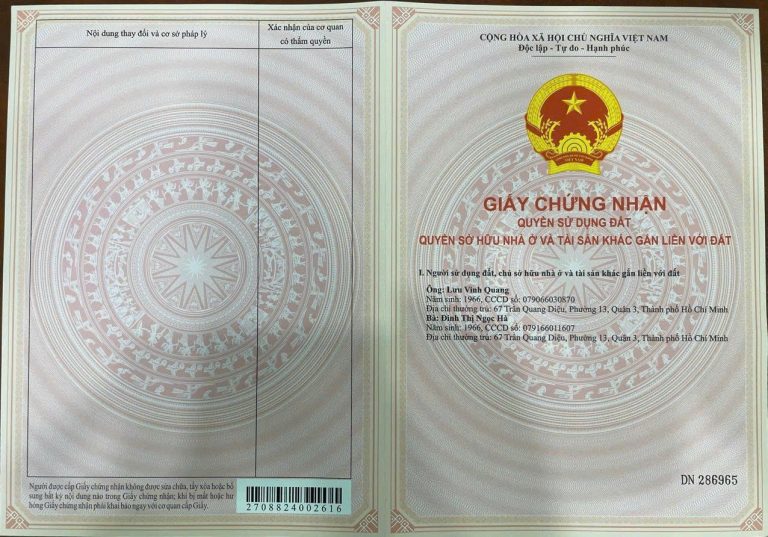 Nội dung thay đổi và cơ sở pháp lý
Xác nhận của cơ quan
có thẩm quyền
Người được cấp Giấy chứng nhận không được sửa chữa, tẩy xóa hoặc bổ
sung bất kỳ nội dung nào trong Giấy chứng nhận; khi bị mất hoặc hư
hỏng Giấy chứng nhận phải khai báo ngay với cơ quan cấp Giấy.
2708824002616
CỘNG HÒA XÃ HỘI CHỦ NGHĨA VIỆT NAM
Độc lập - Tự do - Hạnh phúc
VIỆT NAM
GIẤY CHỨNG NHẬN
QUYỀN SỬ DỤNG ĐẤT
QUYỀN SỞ HỮU NHÀ Ở VÀ TÀI SẢN KHÁC GẮN LIỀN VỚI ĐẤT
I. Người sử dụng đất, chủ sở hữu nhà ở và tài sản khác gắn liền với đất
Ông: Lưu Vinh Quang
Năm sinh: 1966, CCCD số: 079066030870
Địa chỉ thường trú: 67 Trần Quang Diệu, Phường 13, Quận 3, Thành phố Hồ Chí Minh
Bà: Đinh Thị Ngọc Hà
Năm sinh: 1966, CCCD số: 079166011607
Địa chỉ thường trú: 67 Trần Quang Diệu, Phường 13, Quận 3, Thành phố Hồ Chí Minh
DN 286965